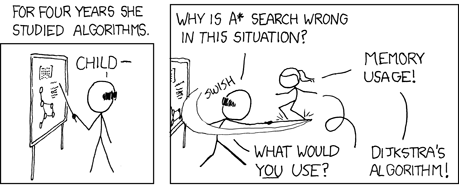 FOR FOUR YEARS SHE
STUDIED ALGORITHMS.
CHILD—
WHY IS A* SEARCH WRONG
IN THIS SITUATION?
SWISH
MEMORY
USAGE!
WHAT WOULD
YOU USE?
DIJKSTRA'S
ALGORITHM!